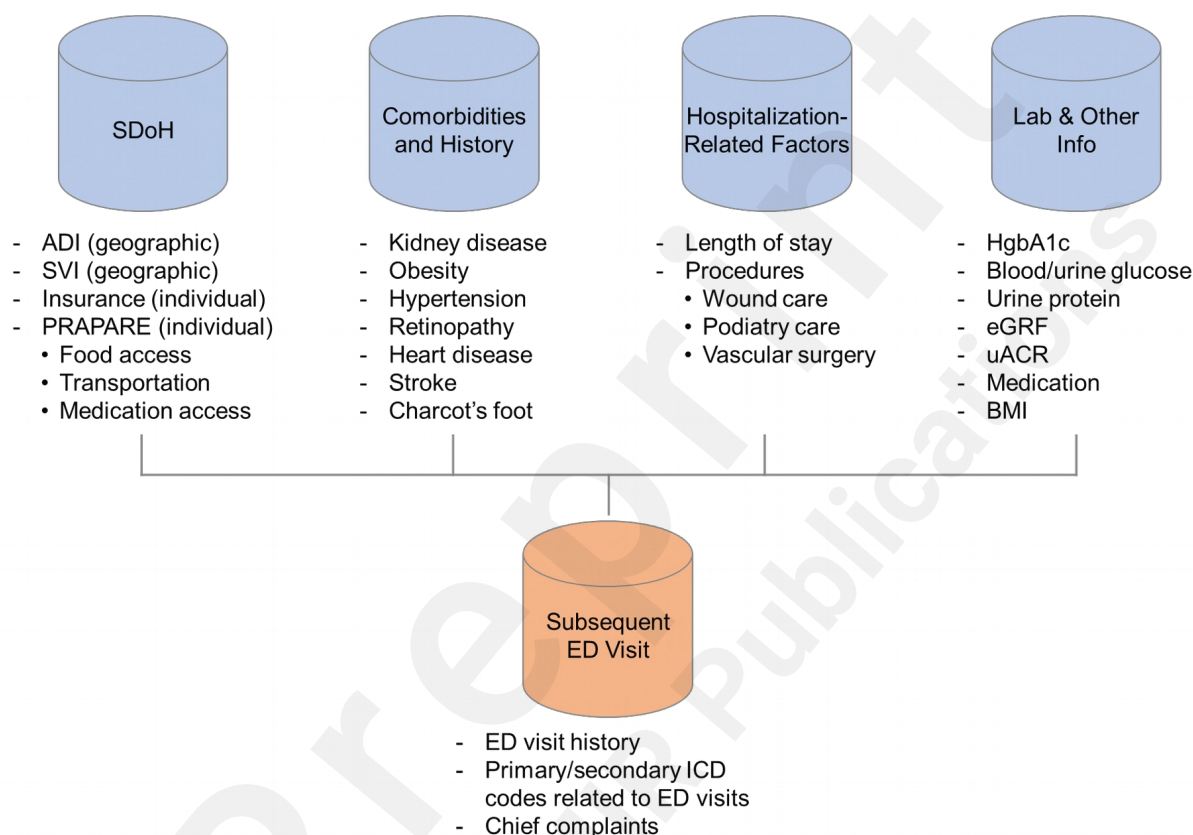 SDoH
Comorbidities
and History
Hospitalization-
Related Factors
Lab & Other
Info
- ADI (geographic)
- SVI (geographic)
- Insurance (individual)
- PRAPARE (individual)
• Food access
• Transportation
• Medication access
- Kidney disease
- Obesity
- Hypertension
- Retinopathy
- Heart disease
- Stroke
- Charcot's foot
- Length of stay
- Procedures
• Wound care
• Podiatry care
• Vascular surgery
- HgbA1c
- Blood/urine glucose
- Urine protein
- eGRF
- uACR
- Medication
- BMI
Subsequent
ED Visit
- ED visit history
- Primary/secondary ICD
codes related to ED visits
- Chief complaints
Preprint
Publications